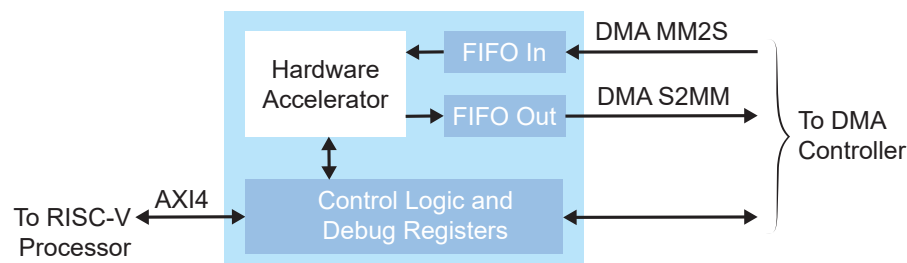 DMA MM2S
FIFO In
Hardware
Accelerator
DMA S2MM
FIFO Out
To DMA
Controller
AXI4
Control Logic and
Debug Registers
To RISC-V
Processor